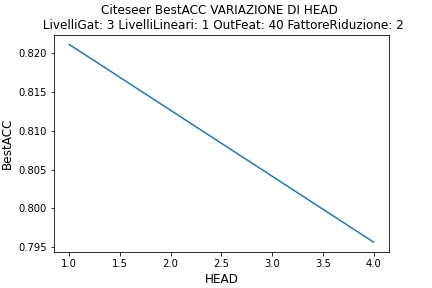 Citeseer BestACC VARIAZIONE DI HEAD
LivelliGat: 3 LivelliLineari: 1 OutFeat: 40 FattoreRiduzione: 2
0.820
0.815
0.810
0.805
0.800
0.795
BestACC
1.0 1.5 2.0 2.5 3.0 3.5 4.0
HEAD